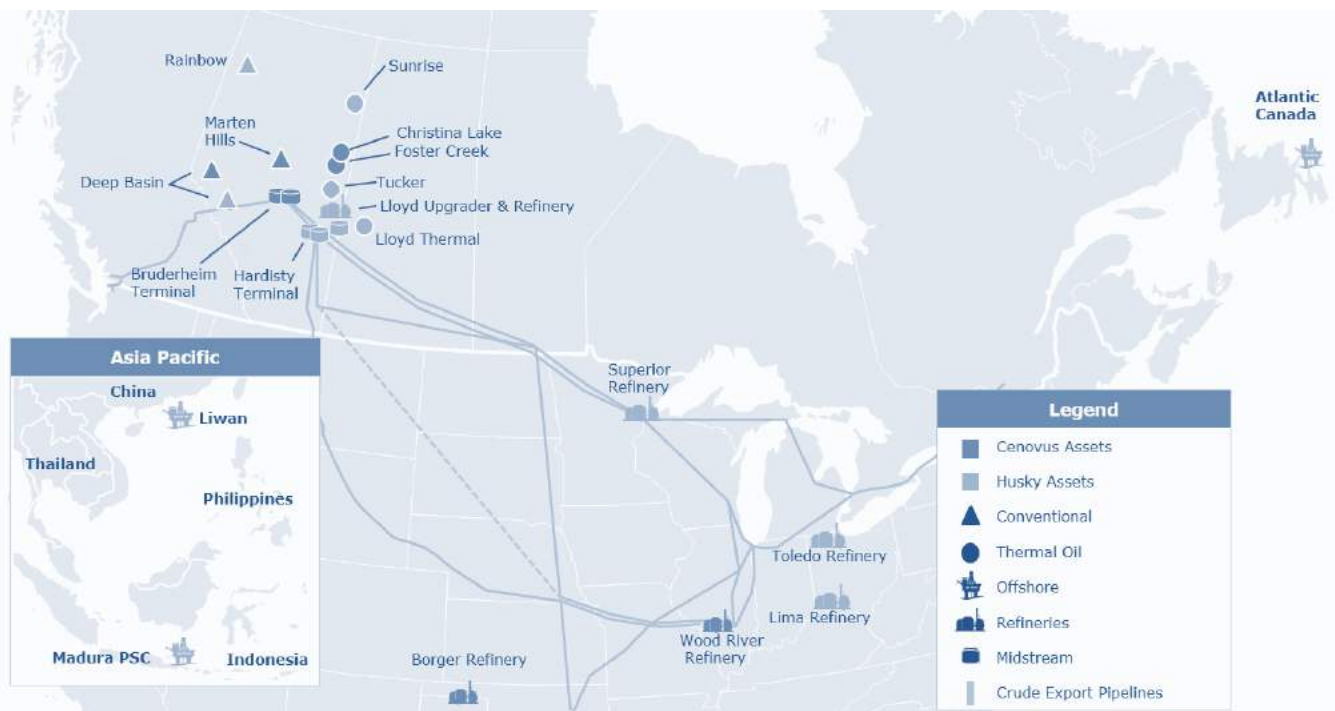 Rainbow
Sunrise
Atlantic
Canada
Marten
Hills
Christina Lake
Foster Creek
Deep Basin
Tucker
Lloyd Upgrader & Refinery
Lloyd Thermal
Bruderheim
Terminal
Hardisty
Terminal
Asia Pacific
China
Liwan
Thailand
Philippines
Madura PSC
Indonesia
Superior
Refinery
Toledo Refinery
Lima Refinery
Wood River
Refinery
Borger Refinery
Legend
Cenovus Assets
Husky Assets
Conventional
Thermal Oil
Offshore
Refineries
Midstream
Crude Export Pipelines